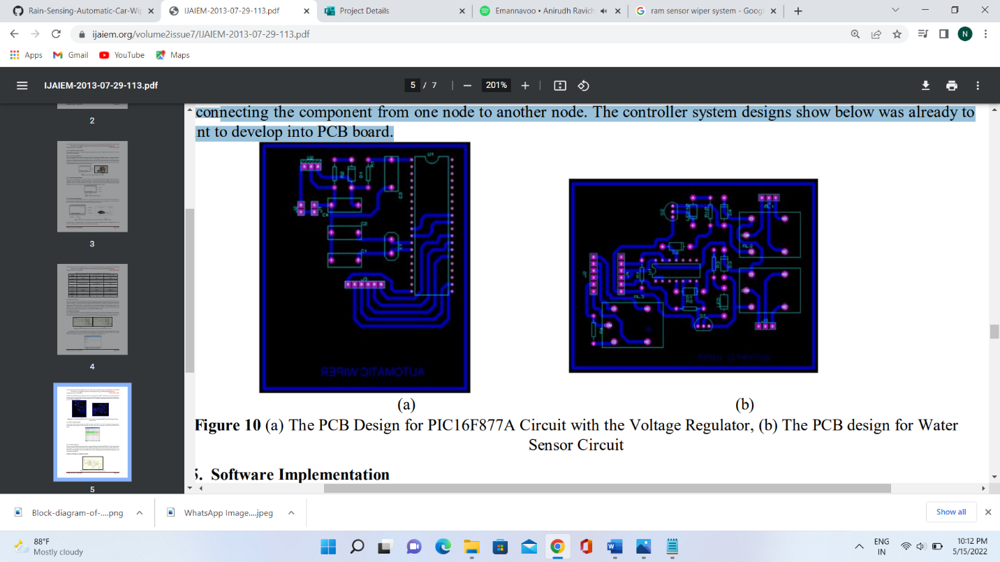 Rain-Sensing-Automatic-Car-Wip
IJAIEM-2013-07-29-113.pdf
Project Details
Emannavoo • Anirudh Ravich
ram sensor wiper system - Goog
ijaiem.org/volume2issue7/IJAIEM-2013-07-29-113.pdf
N
Apps
Gmail
YouTube
Maps
IJAIEM-2013-07-29-113.pdf
5 / 7
201%
2
3
4
5
connecting the component from one node to another node. The controller system designs show below was already to
nt to develop into PCB board.
U1
AUTOMATIC WIPER
(a)
(b)
Figure 10 (a) The PCB Design for PIC16F877A Circuit with the Voltage Regulator, (b) The PCB design for Water
Sensor Circuit
5. Software Implementation
Block-diagram-of-....png
WhatsApp Image....jpeg
Show all
88°F
Mostly cloudy
ENG
IN
10:12 PM
5/15/2022